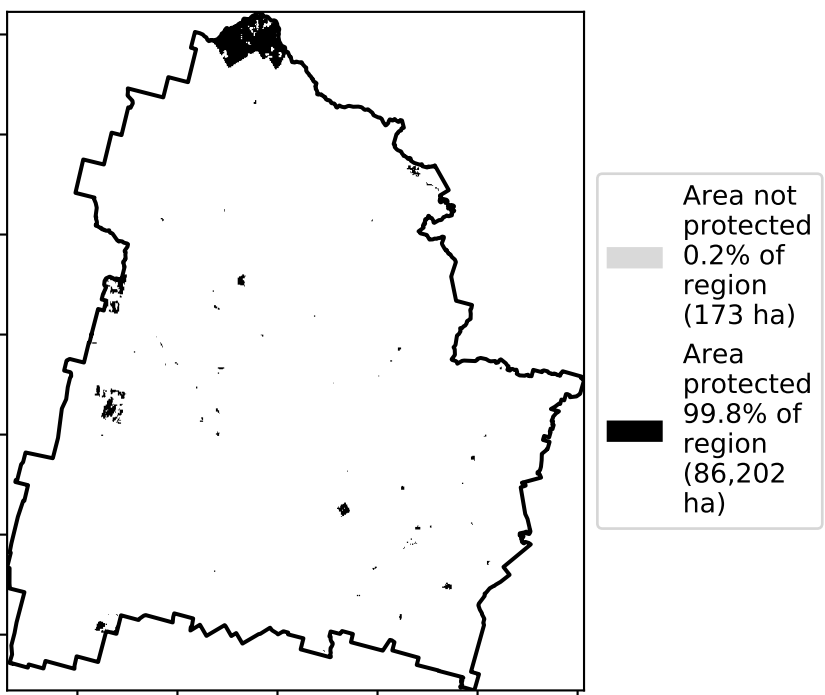 Area not
protected
0.2% of
region
(173 ha)
Area
protected
99.8% of
region
(86,202
ha)